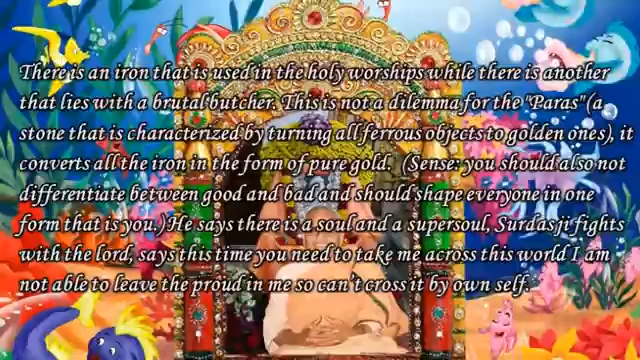 There is an iron that is used in the holy worships while there is another
that lies with a brutal butcher. This is not a dilemma for the "Paras"(a
stone that is characterized by turning all ferrous objects to golden ones), it
converts all the iron in the form of pure gold. (Sense: you should also not
differentiate between good and bad and should shape everyone in one
form that is you.)He says there is a soul and a supersoul, Surdas ji fights
with the lord, says this time you need to take me across this world I am
not able to leave the proud in me so can't cross it by own self.